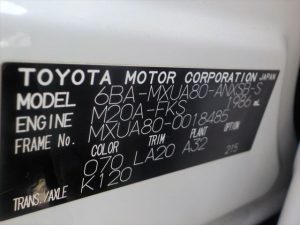 TOYOTA MOTOR CORPORATION JAPAN
MODEL 6BA-MXUA80-ANXSB-S
ENGINE M20A-FKS 1986 mL
FRAME No. MXUA80-0018485
COLOR TRIM PLANT OPTION
070 LA20 A32 215
TRANS./AXLE K120